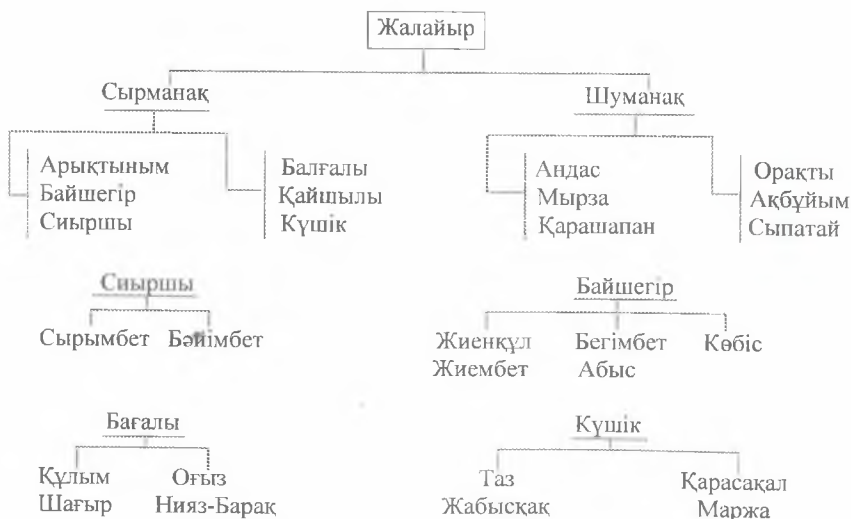 Жалайыр
Сырманақ Шуманақ
Арықтыным Балғалы Андас Орақты
Байшегір Қайшылы Мырза Ақбұйым
Сиыршы Күшік Қарашапан Сыпатай
Сиыршы Байшегір
Сырымбет Бәйімбет Жиенқұл Бегімбет Көбіс
Жиембет Абыс
Бағалы Күшік
Құлым Оғыз Таз Қарасақал
Шағыр Нияз-Барақ Жабысқақ Маржа